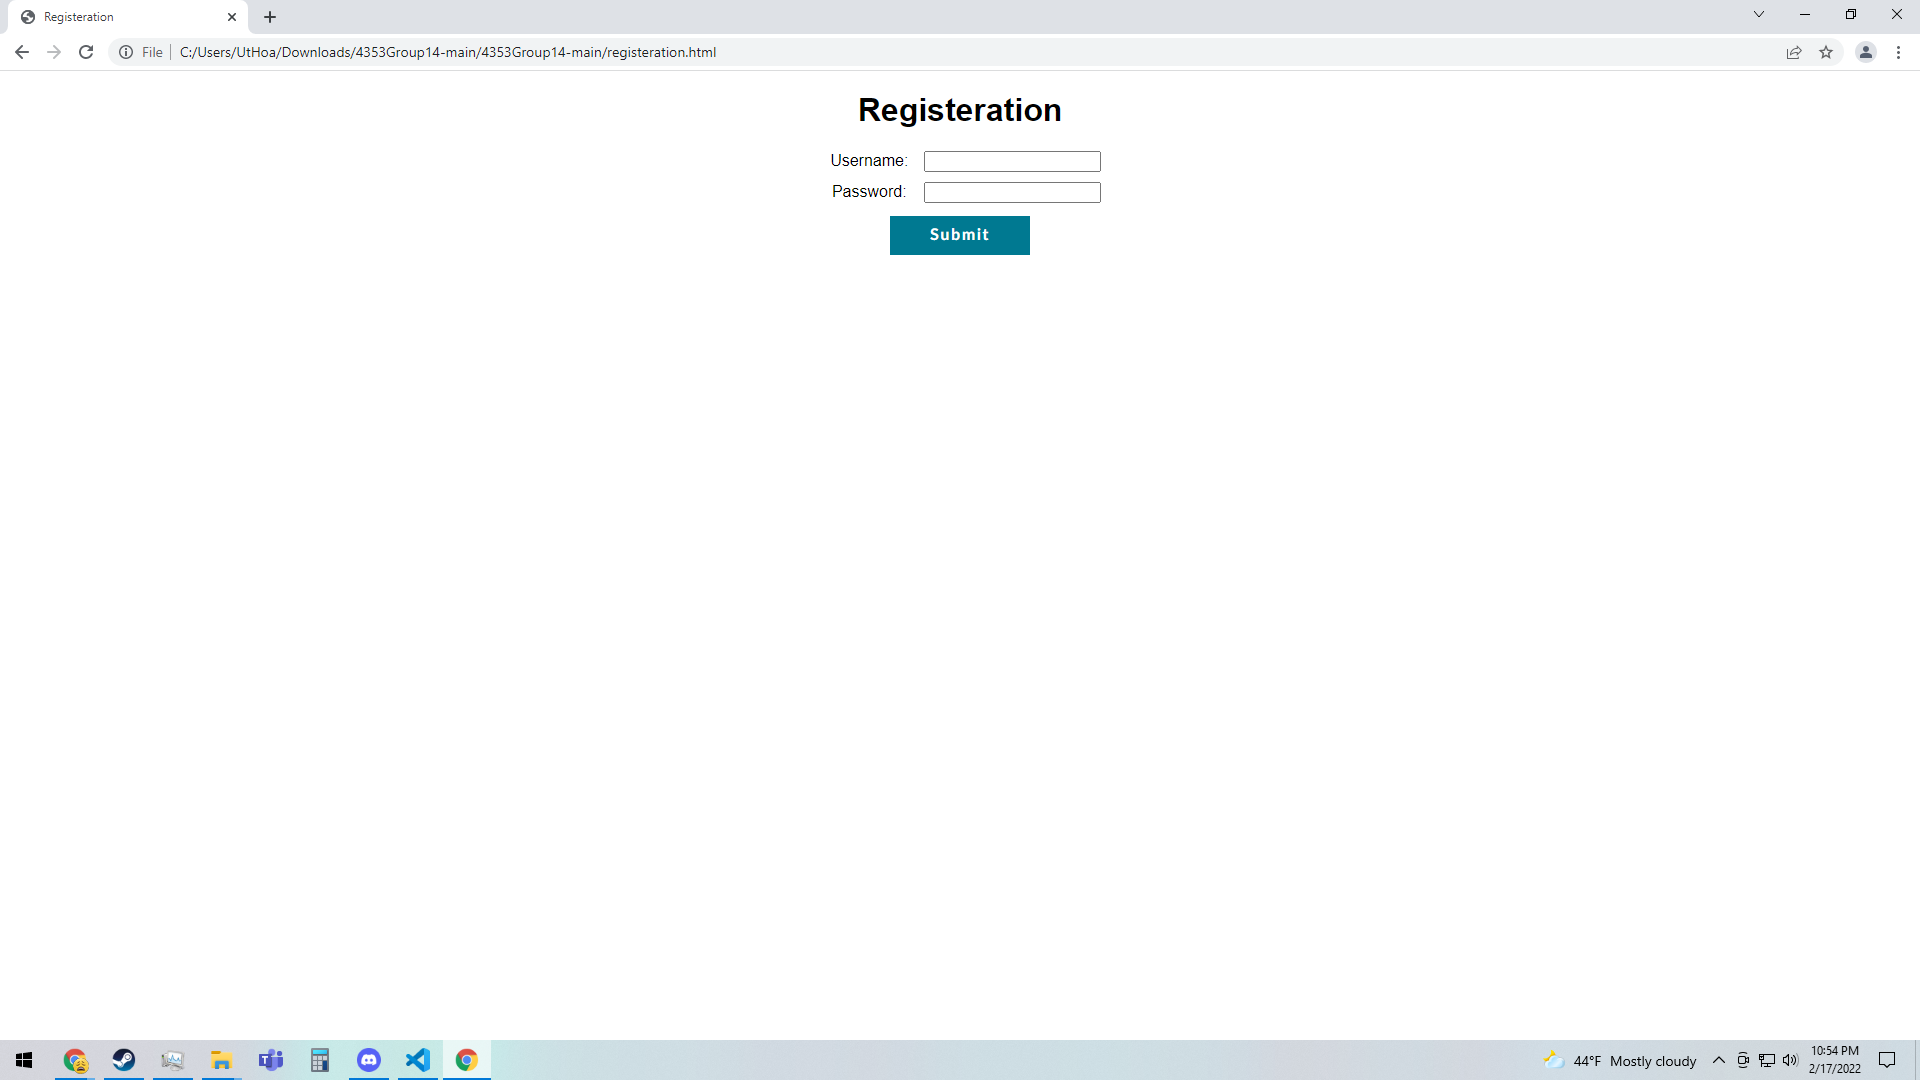 Registeration
File
C:/Users/UtHoa/Downloads/4353Group14-main/4353Group14-main/registeration.html
Registeration
Username:
Password:
Submit
44°F Mostly cloudy
10:54 PM
2/17/2022